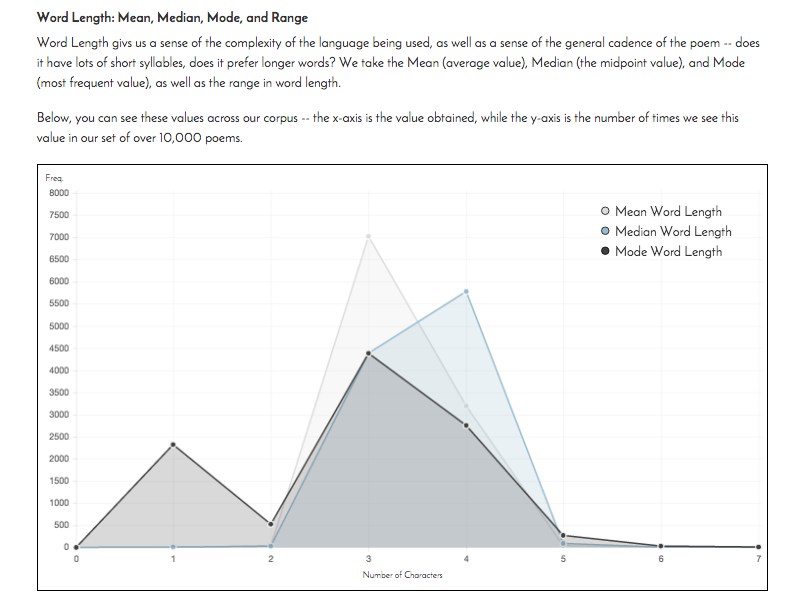 Word Length: Mean, Median, Mode, and Range
Word Length givs us a sense of the complexity of the language being used, as well as a sense of the general cadence of the poem -- does
it have lots of short syllables, does it prefer longer words? We take the Mean (average value), Median (the midpoint value), and Mode
(most frequent value), as well as the range in word length.
Below, you can see these values across our corpus -- the x-axis is the value obtained, while the y-axis is the number of times we see this
value in our set of over 10,000 poems.
Freq.
8000
7500
7000
6500
6000
5500
5000
4500
4000
3500
3000
2500
2000
1500
1000
500
0
Mean Word Length
Median Word Length
Mode Word Length
0 1 2 3 4 5 6 7
Number of Characters